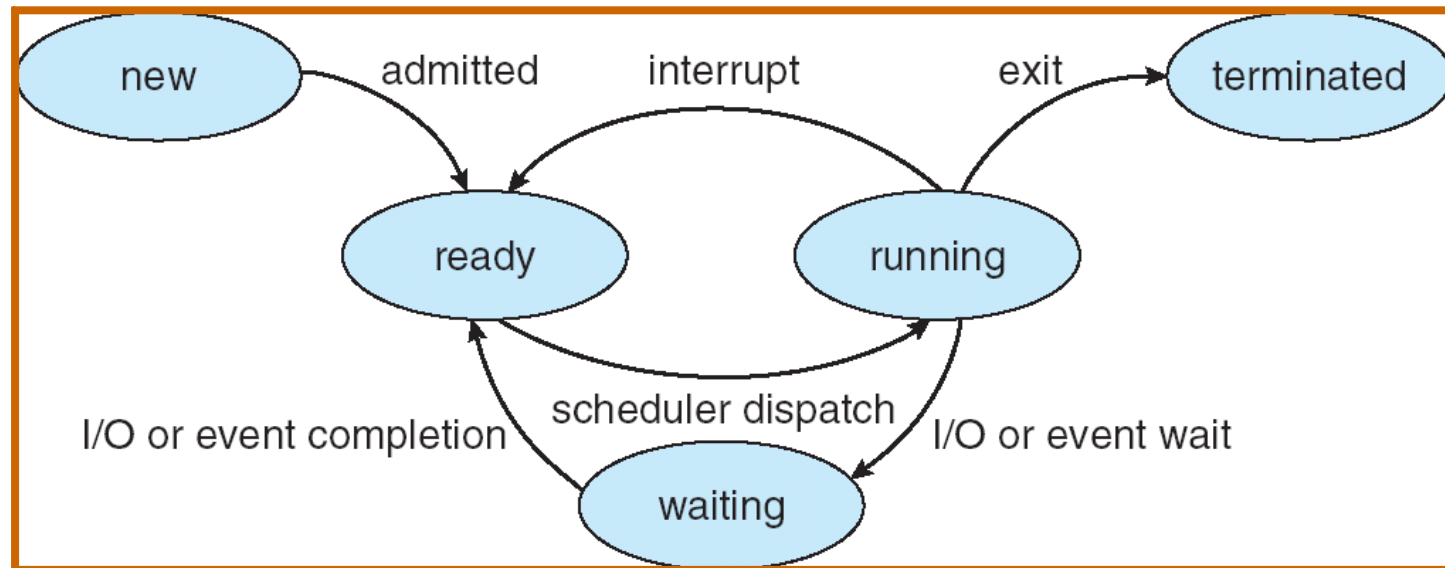 new
admitted
interrupt
exit
terminated
ready
running
I/O or event completion
scheduler dispatch
I/O or event wait
waiting